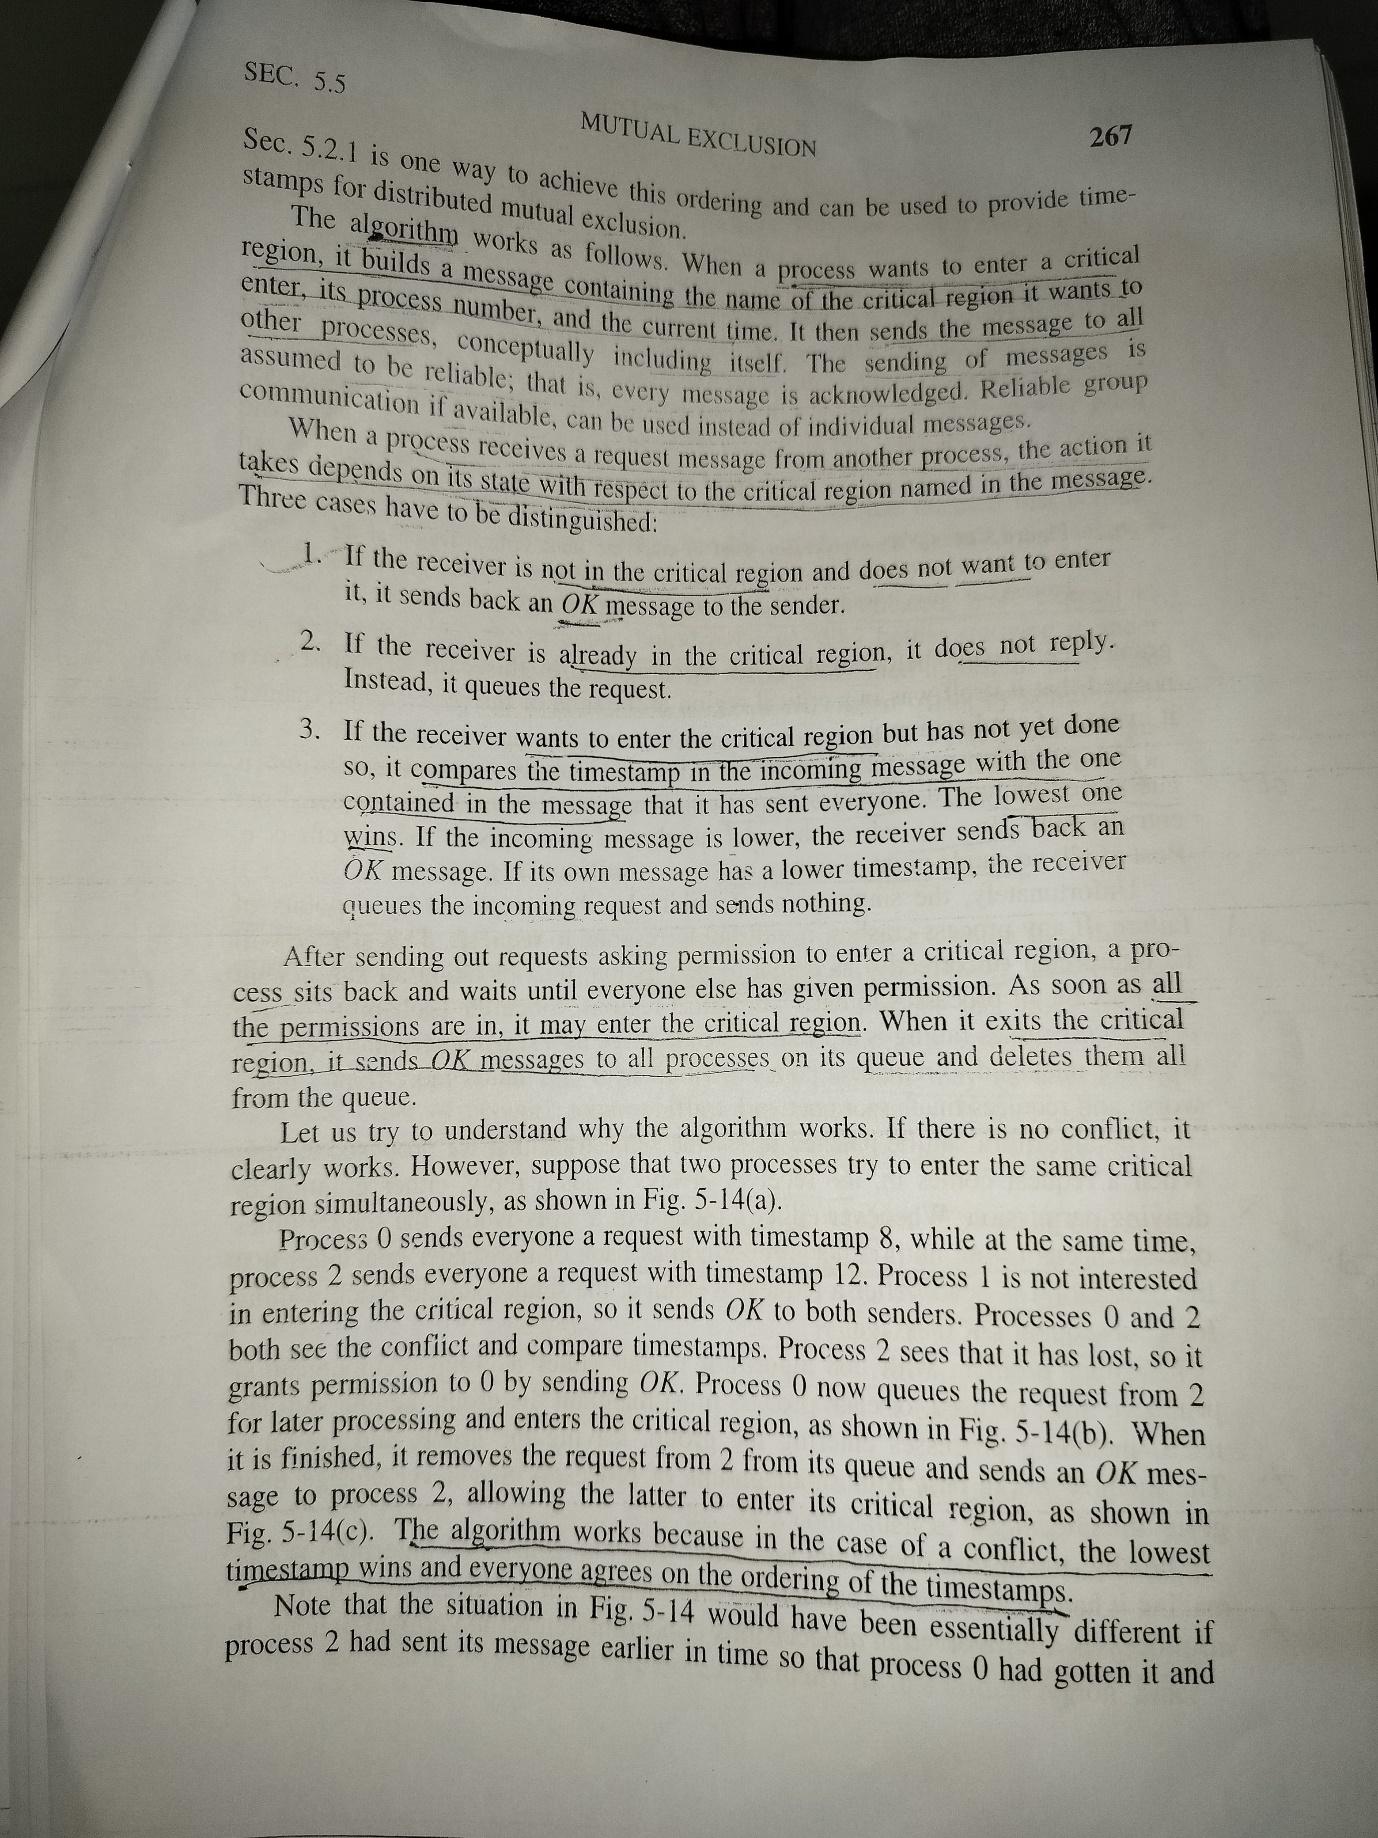 SEC. 5.5
MUTUAL EXCLUSION
267
Sec. 5.2.1 is one way to achieve this ordering and can be used to provide time-
stamps for distributed mutual exclusion.
The algorithm works as follows. When a process wants to enter a critical
region, it builds a message containing the name of the critical region it wants to
enter, its process number, and the current time. It then sends the message to all
other processes, conceptually including itself. The sending of messages is
assumed to be reliable; that is, every message is acknowledged. Reliable group
communication if available, can be used instead of individual messages.
When a process receives a request message from another process, the action it
takes depends on its state with respect to the critical region named in the message.
Three cases have to be distinguished:
1. If the receiver is not in the critical region and does not want to enter
it, it sends back an OK message to the sender.
2. If the receiver is already in the critical region, it does not reply.
Instead, it queues the request.
3. If the receiver wants to enter the critical region but has not yet done
so, it compares the timestamp in the incoming message with the one
contained in the message that it has sent everyone. The lowest one
wins. If the incoming message is lower, the receiver sends back an
OK message. If its own message has a lower timestamp, the receiver
queues the incoming request and sends nothing.
After sending out requests asking permission to enter a critical region, a pro-
cess sits back and waits until everyone else has given permission. As soon as all
the permissions are in, it may enter the critical region. When it exits the critical
region, it sends OK messages to all processes on its queue and deletes them all
from the queue.
Let us try to understand why the algorithm works. If there is no conflict, it
clearly works. However, suppose that two processes try to enter the same critical
region simultaneously, as shown in Fig. 5-14(a).
Process 0 sends everyone a request with timestamp 8, while at the same time,
process 2 sends everyone a request with timestamp 12. Process 1 is not interested
in entering the critical region, so it sends OK to both senders. Processes 0 and 2
both see the conflict and compare timestamps. Process 2 sees that it has lost, so it
grants permission to 0 by sending OK. Process 0 now queues the request from 2
for later processing and enters the critical region, as shown in Fig. 5-14(b). When
it is finished, it removes the request from 2 from its queue and sends an OK mes-
sage to process 2, allowing the latter to enter its critical region, as shown in
Fig. 5-14(c). The algorithm works because in the case of a conflict, the lowest
timestamp wins and everyone agrees on the ordering of the timestamps.
Note that the situation in Fig. 5-14 would have been essentially different if
process 2 had sent its message earlier in time so that process 0 had gotten it and